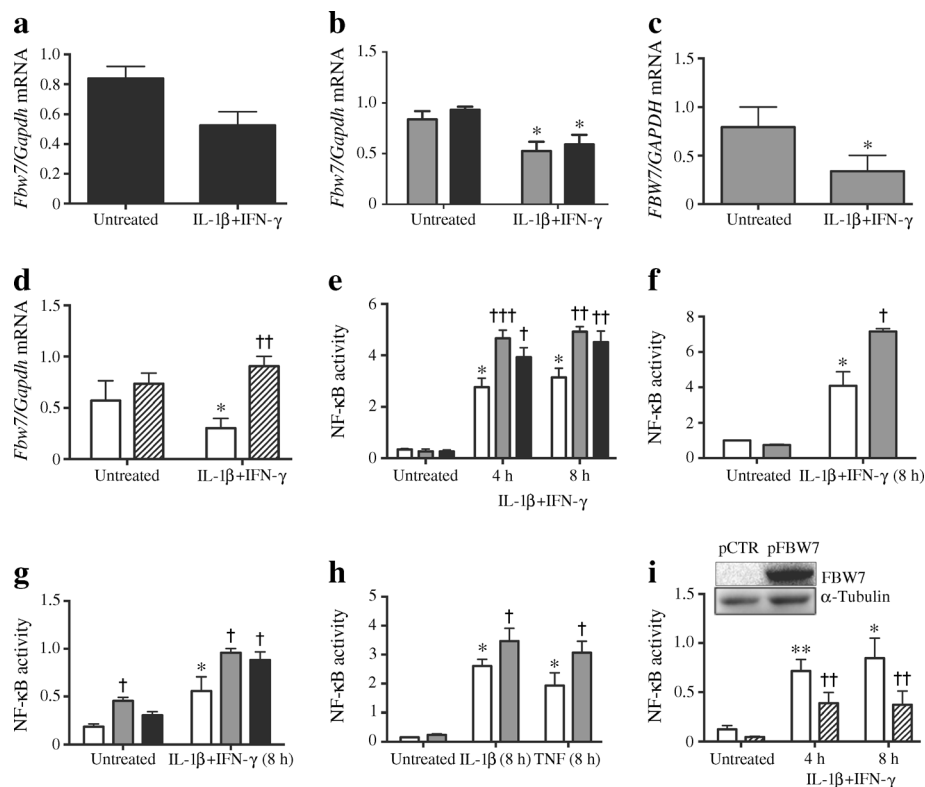 a
Fbw7/Gapdh mRNA
1.0
0.8
0.6
0.4
0.2
0
Untreated IL-1β+IFN-γ
b
Fbw7/Gapdh mRNA
1.5
1.0
0.5
0
* *
Untreated IL-1β+IFN-γ
c
FBW7/GAPDH mRNA
1.5
1.0
0.5
0
*
Untreated IL-1β+IFN-γ
d
Fbw7/Gapdh mRNA
1.5
1.0
0.5
0
* ††
Untreated IL-1β+IFN-γ
e
NF-κB activity
6
4
2
0
* ††† † * †† ††
Untreated 4 h 8 h
IL-1β+IFN-γ
f
NF-κB activity
8
6
4
2
0
* †
Untreated IL-1β+IFN-γ (8 h)
g
NF-κB activity
1.5
1.0
0.5
0
† * † †
Untreated IL-1β+IFN-γ (8 h)
h
NF-κB activity
5
4
3
2
1
0
* † * †
Untreated IL-1β (8 h) TNF (8 h)
i
pCTR pFBW7
FBW7
α-Tubulin
NF-κB activity
1.5
1.0
0.5
0
** †† * ††
Untreated 4 h 8 h
IL-1β+IFN-γ